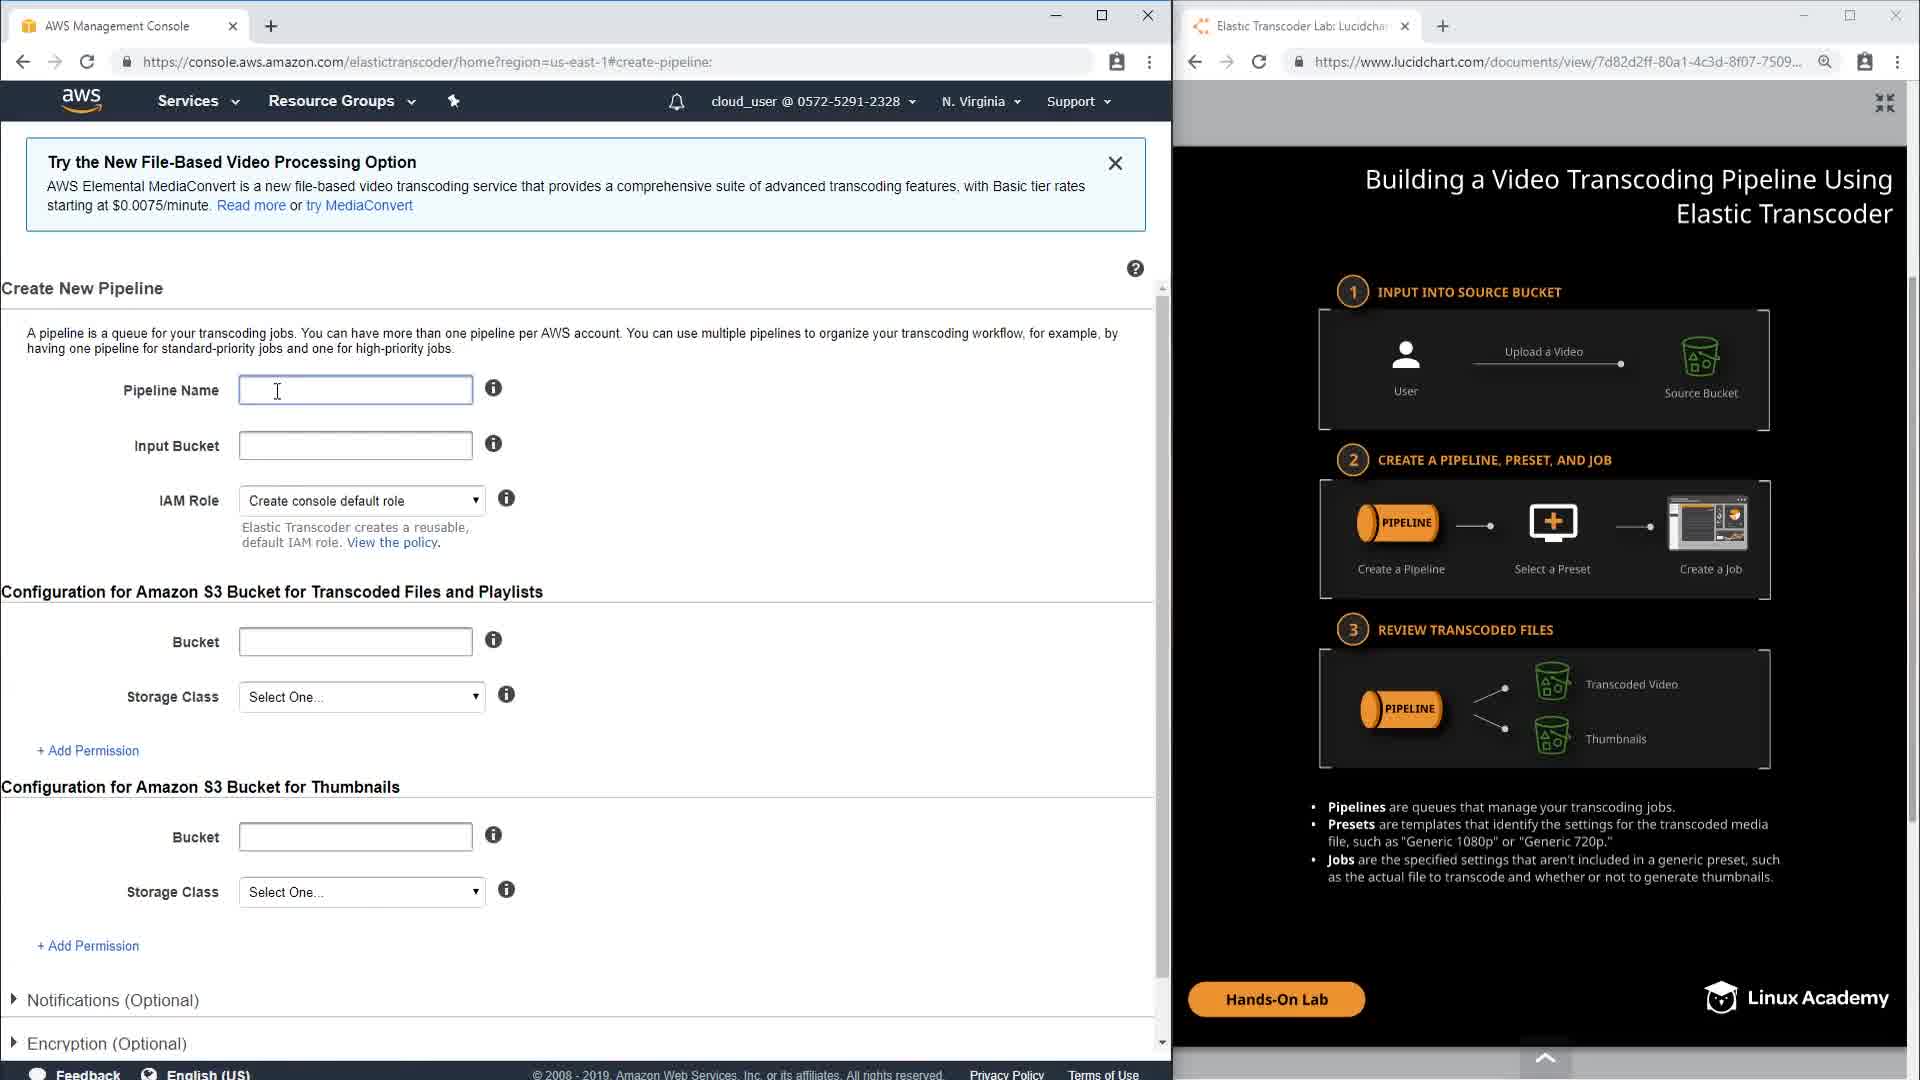 AWS Management Console
https://console.aws.amazon.com/elastictranscoder/home?region=us-east-1#create-pipeline:
aws
Services
Resource Groups
cloud_user @ 0572-5291-2328
N. Virginia
Support
Try the New File-Based Video Processing Option
AWS Elemental MediaConvert is a new file-based video transcoding service that provides a comprehensive suite of advanced transcoding features, with Basic tier rates
starting at $0.0075/minute. Read more or try MediaConvert
Create New Pipeline
A pipeline is a queue for your transcoding jobs. You can have more than one pipeline per AWS account. You can use multiple pipelines to organize your transcoding workflow, for example, by
having one pipeline for standard-priority jobs and one for high-priority jobs.
Pipeline Name
Input Bucket
IAM Role
Create console default role
Elastic Transcoder creates a reusable,
default IAM role. View the policy.
Configuration for Amazon S3 Bucket for Transcoded Files and Playlists
Bucket
Storage Class
Select One...
+ Add Permission
Configuration for Amazon S3 Bucket for Thumbnails
Bucket
Storage Class
Select One...
+ Add Permission
Notifications (Optional)
Encryption (Optional)
Feedback
English (US)
© 2008 - 2019, Amazon Web Services, Inc. or its affiliates. All rights reserved.
Privacy Policy
Terms of Use
Elastic Transcoder Lab: Lucidchar
https://www.lucidchart.com/documents/view/7d82d2ff-80a1-4c3d-8f07-7509...
Building a Video Transcoding Pipeline Using
Elastic Transcoder
1 INPUT INTO SOURCE BUCKET
Upload a Video
User
Source Bucket
2 CREATE A PIPELINE, PRESET, AND JOB
PIPELINE
Create a Pipeline
Select a Preset
Create a Job
3 REVIEW TRANSCODED FILES
PIPELINE
Transcoded Video
Thumbnails
• Pipelines are queues that manage your transcoding jobs.
• Presets are templates that identify the settings for the transcoded media
file, such as "Generic 1080p" or "Generic 720p."
• Jobs are the specified settings that aren't included in a generic preset, such
as the actual file to transcode and whether or not to generate thumbnails.
Hands-On Lab
Linux Academy